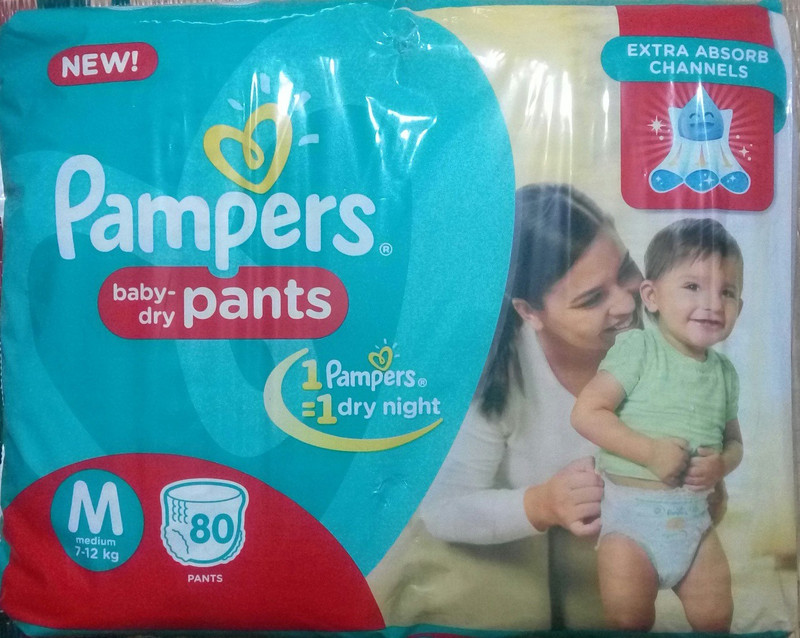 NEW!
EXTRA ABSORB
CHANNELS
Pampers®
baby-
dry pants
1 Pampers®
=1 dry night
M
medium
7-12 kg
80
PANTS